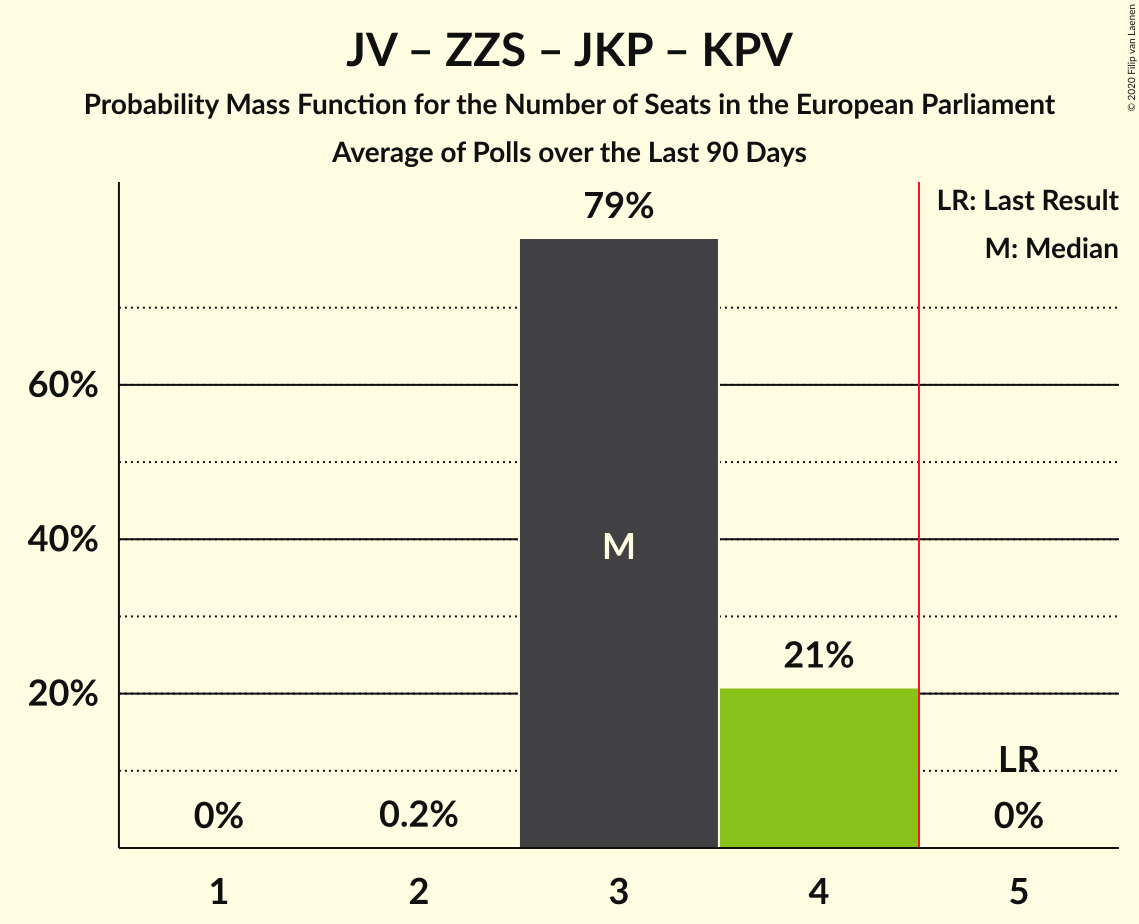 JV – ZZS – JKP – KPV
Probability Mass Function for the Number of Seats in the European Parliament
Average of Polls over the Last 90 Days
© 2020 Filip van Laenen
LR: Last Result
M: Median
79%
60%
40%
M
21%
20%
LR
0%
0.2%
0%
1
2
3
4
5